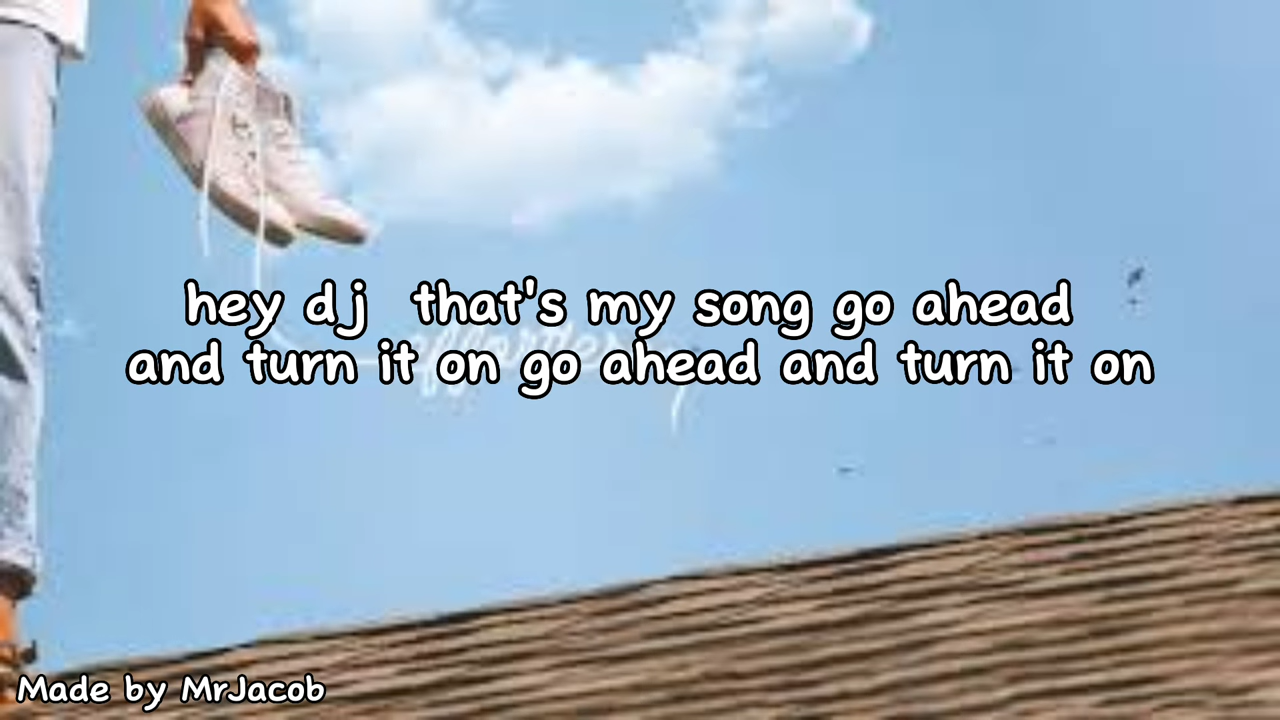 hey dj  that's my song go ahead
and turn it on go ahead and turn it on
Made by MrJacob